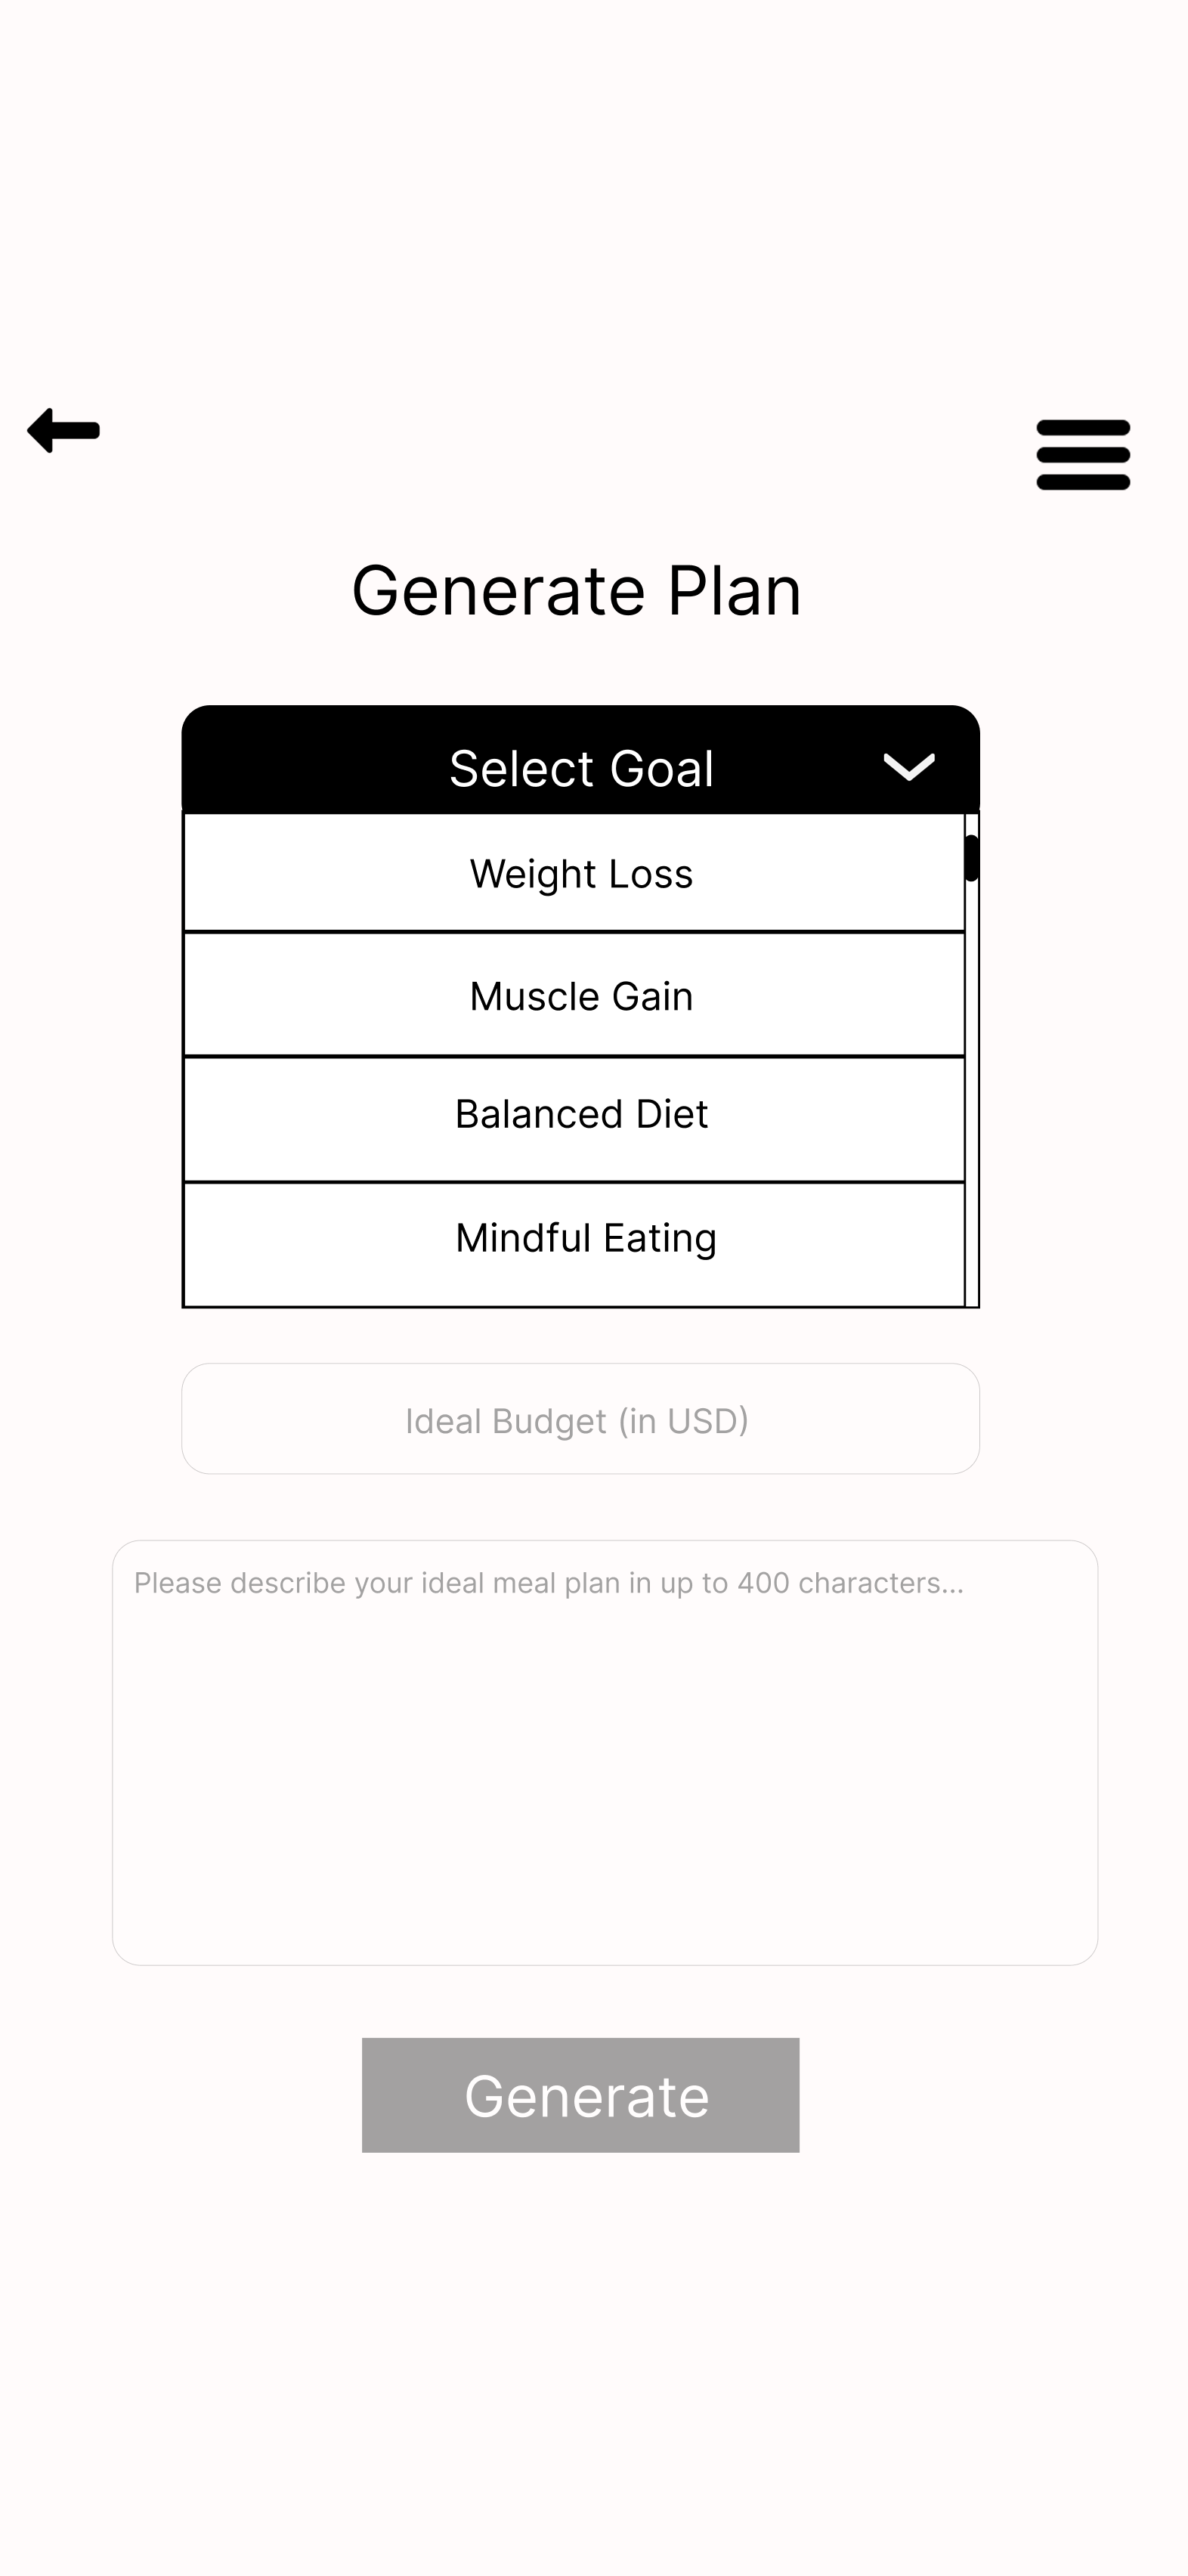 Generate Plan
Select Goal
Weight Loss
Muscle Gain
Balanced Diet
Mindful Eating
Ideal Budget (in USD)
Please describe your ideal meal plan in up to 400 characters...
Generate